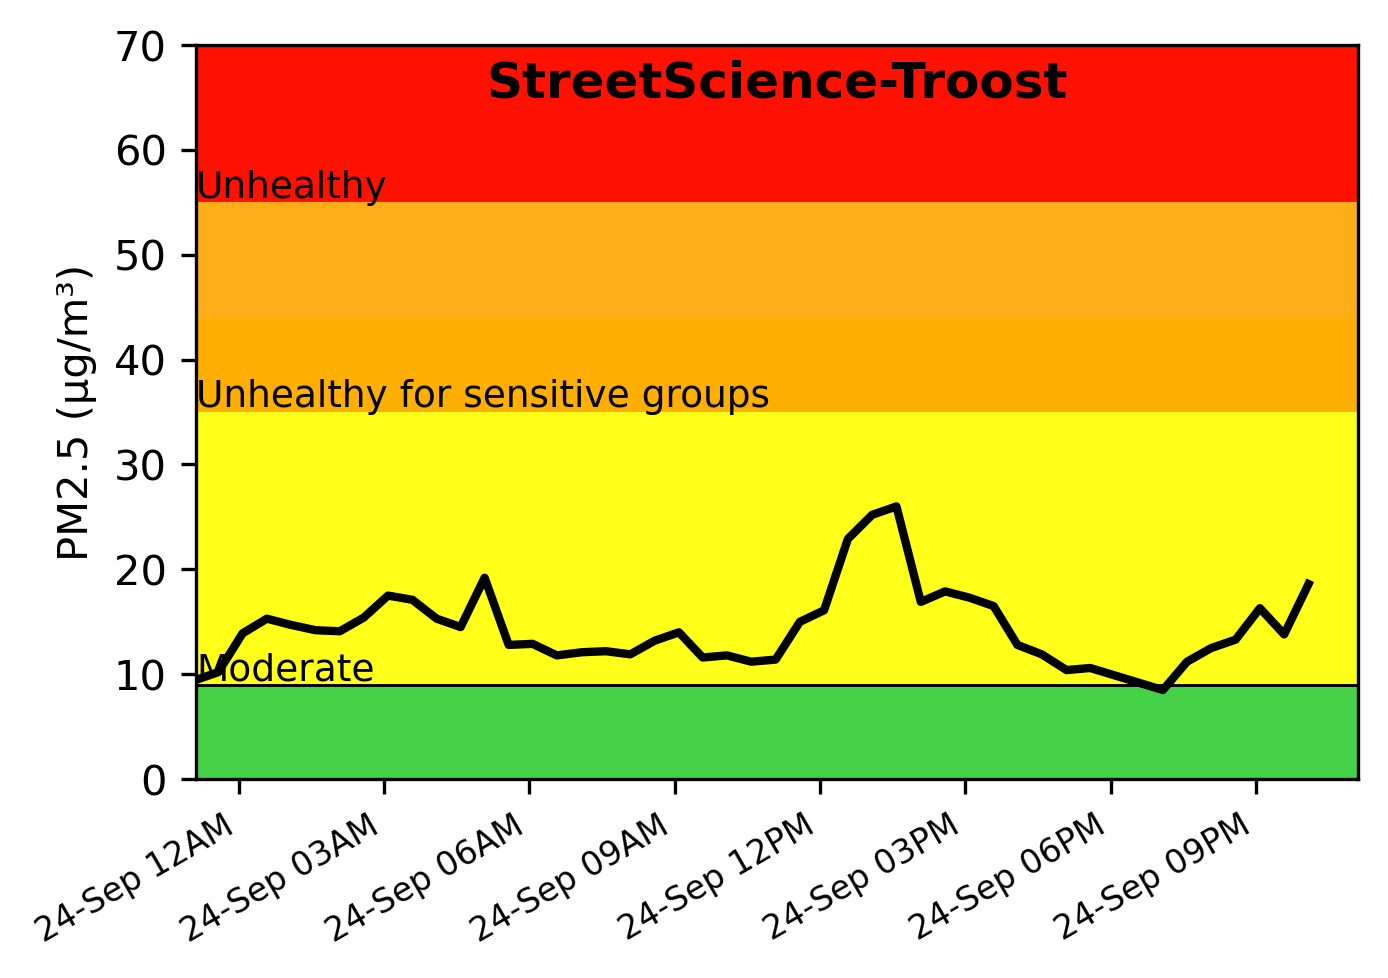 StreetScience-Troost
PM2.5 (µg/m³)
70
60
50
40
30
20
10
0
Unhealthy
Unhealthy for sensitive groups
Moderate
24-Sep 12AM
24-Sep 03AM
24-Sep 06AM
24-Sep 09AM
24-Sep 12PM
24-Sep 03PM
24-Sep 06PM
24-Sep 09PM